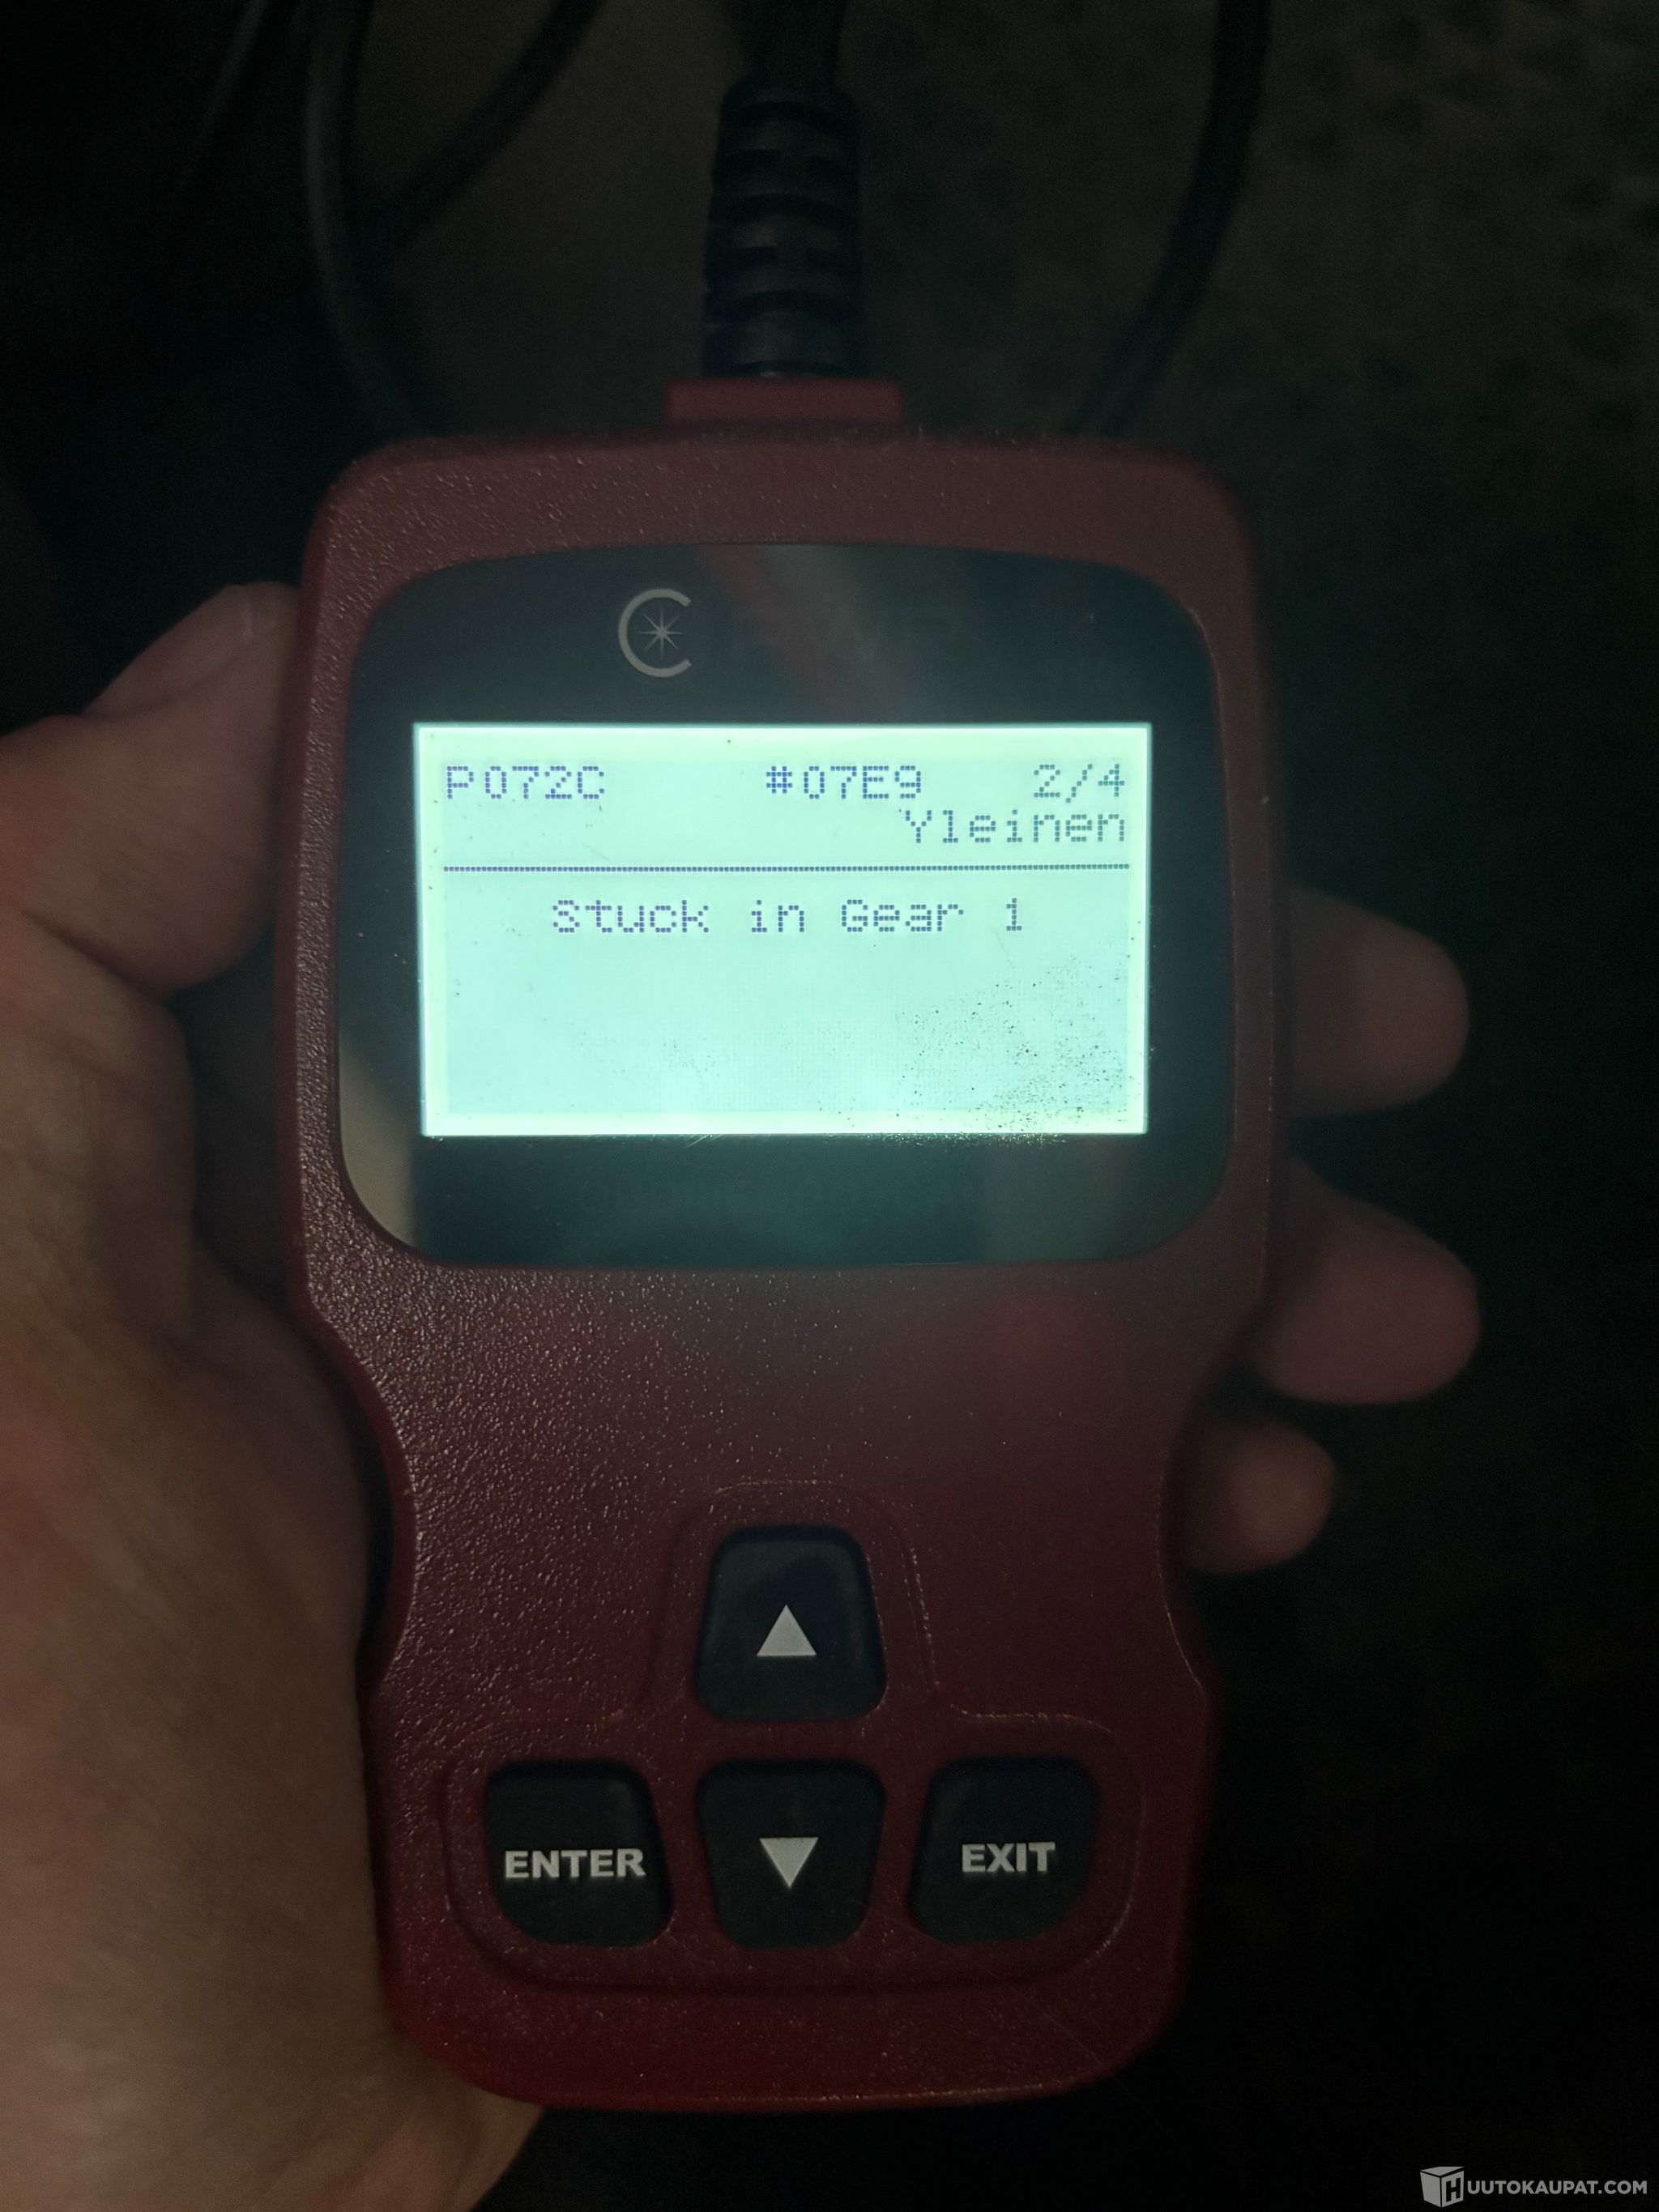 P072C #07E9 2/4
Yleinen
Stuck in Gear 1
ENTER
EXIT
HUUTOKAUPAT.COM